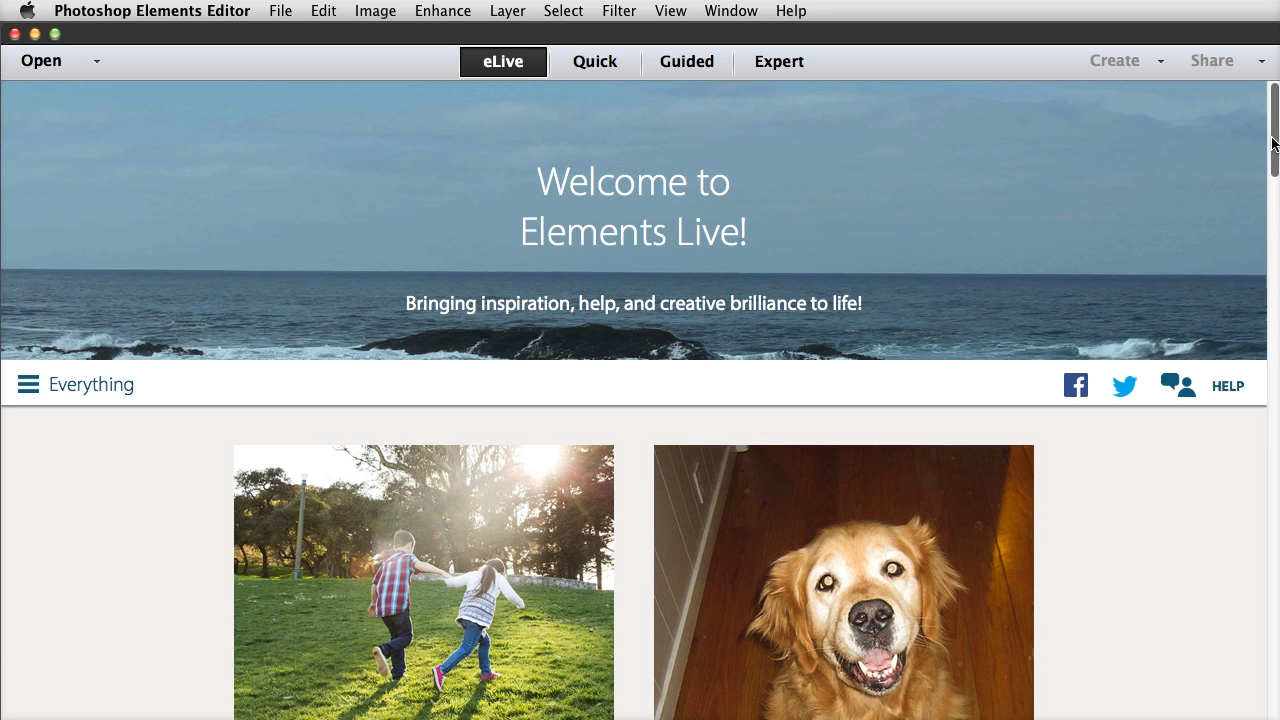 Photoshop Elements Editor File Edit Image Enhance Layer Select Filter View Window Help
Open eLive Quick Guided Expert Create Share
Welcome to
Elements Live!
Bringing inspiration, help, and creative brilliance to life!
Everything HELP